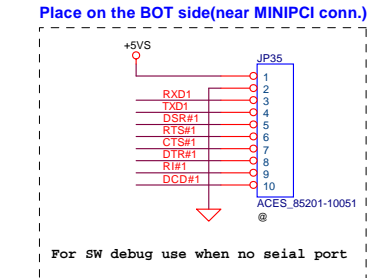 Place on the BOT side(near MINIPCI conn.)
+5VS
JP35
1
2
RXD1 3
TXD1 4
DSR#1 5
RTS#1 6
CTS#1 7
DTR#1 8
RI#1 9
DCD#1 10
ACES_85201-10051
@
For SW debug use when no seial port